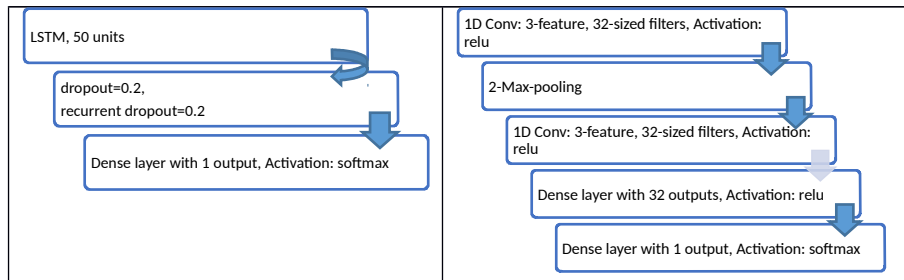 LSTM, 50 units
dropout=0.2,
recurrent dropout=0.2
Dense layer with 1 output, Activation: softmax
1D Conv: 3-feature, 32-sized filters, Activation:
relu
2-Max-pooling
1D Conv: 3-feature, 32-sized filters, Activation:
relu
Dense layer with 32 outputs, Activation: relu
Dense layer with 1 output, Activation: softmax